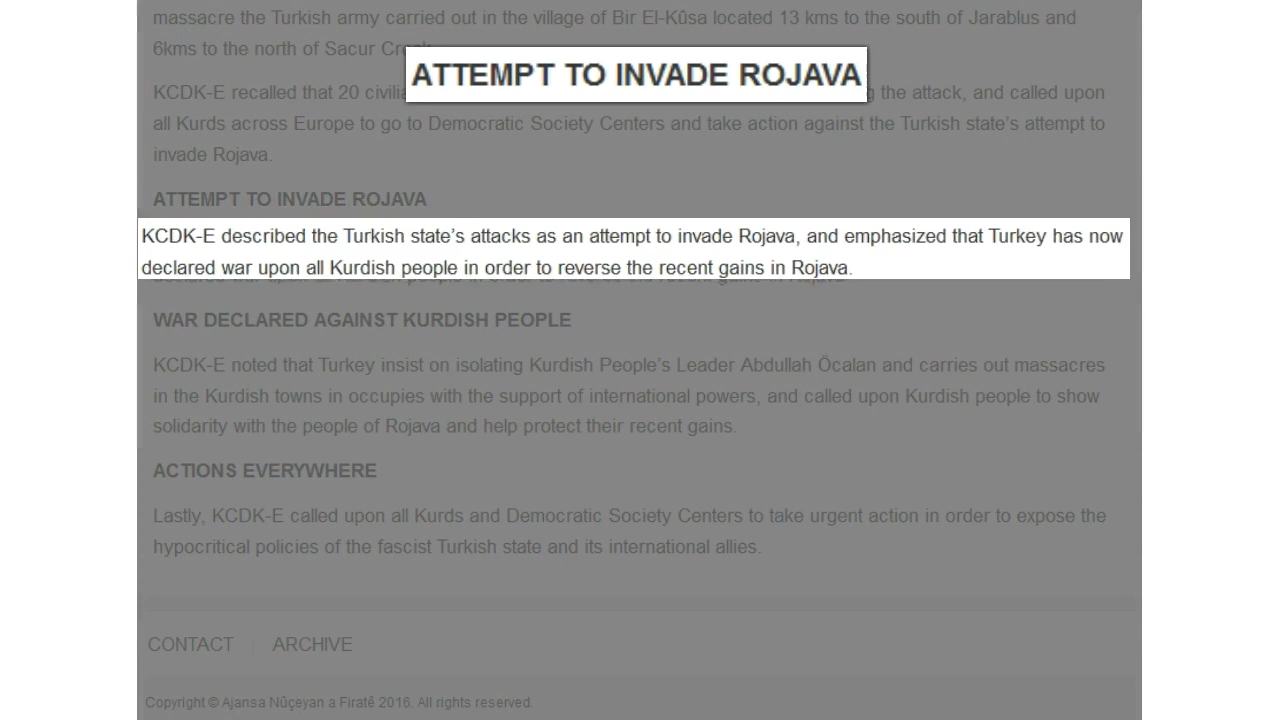 massacre the Turkish army carried out in the village of Bir El-Kûsa located 13 kms to the south of Jarablus and
6kms to the north of Sacur Creek
ATTEMPT TO INVADE ROJAVA
KCDK-E recalled that 20 the attack, and called upon
all Kurds across Europe to go to Democratic Society Centers and take action against the Turkish state's attempt to
invade Rojava.
ATTEMPT TO INVADE ROJAVA
KCDK-E described the Turkish state's attacks as an attempt to invade Rojava, and emphasized that Turkey has now
declared war upon all Kurdish people in order to reverse the recent gains in Rojava.
WAR DECLARED AGAINST KURDISH PEOPLE
KCDK-E noted that Turkey insist on isolating Kurdish People's Leader Abdullah Öcalan and carries out massacres
in the Kurdish towns in occupies with the support of international powers, and called upon Kurdish people to show
solidarity with the people of Rojava and help protect their recent gains.
ACTIONS EVERYWHERE
Lastly, KCDK-E called upon all Kurds and Democratic Society Centers to take urgent action in order to expose the
hypocritical policies of the fascist Turkish state and its international allies.
CONTACT ARCHIVE
Copyright © Ajansa Nûçeyan a Firatê 2016. All rights reserved.